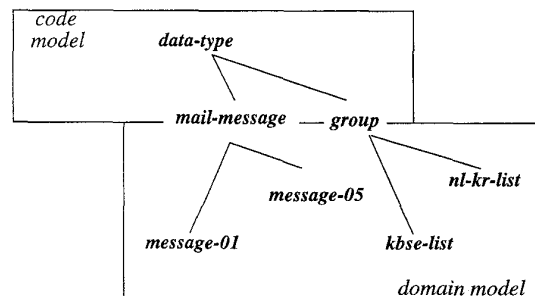 code
model
data-type
mail-message
group
nl-kr-list
message-05
message-01
kbse-list
domain model